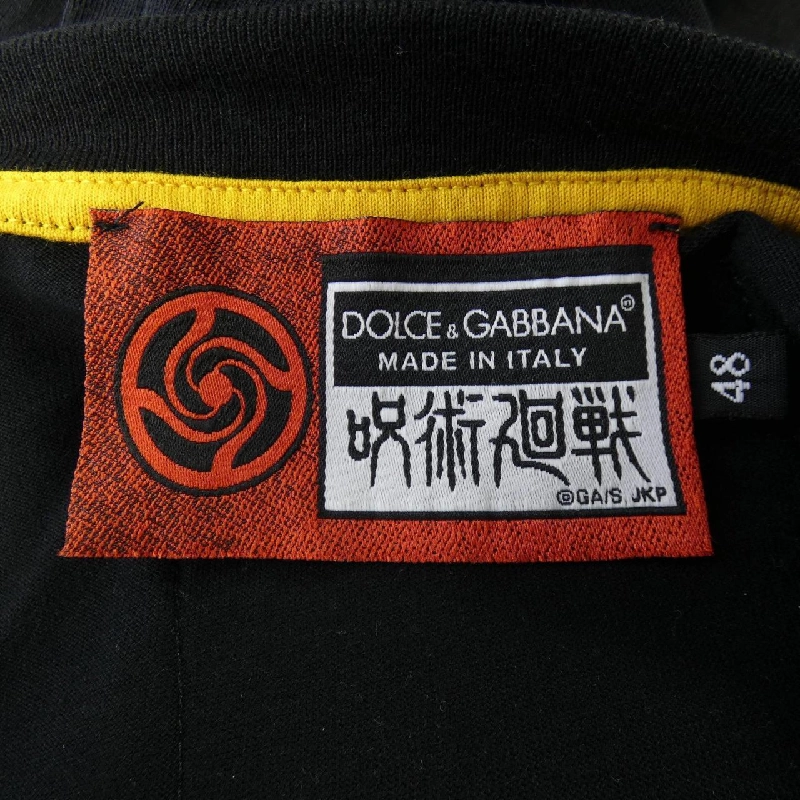 DOLCE & GABBANA®
MADE IN ITALY
呪術廻戦
©GA/S, JKP
48